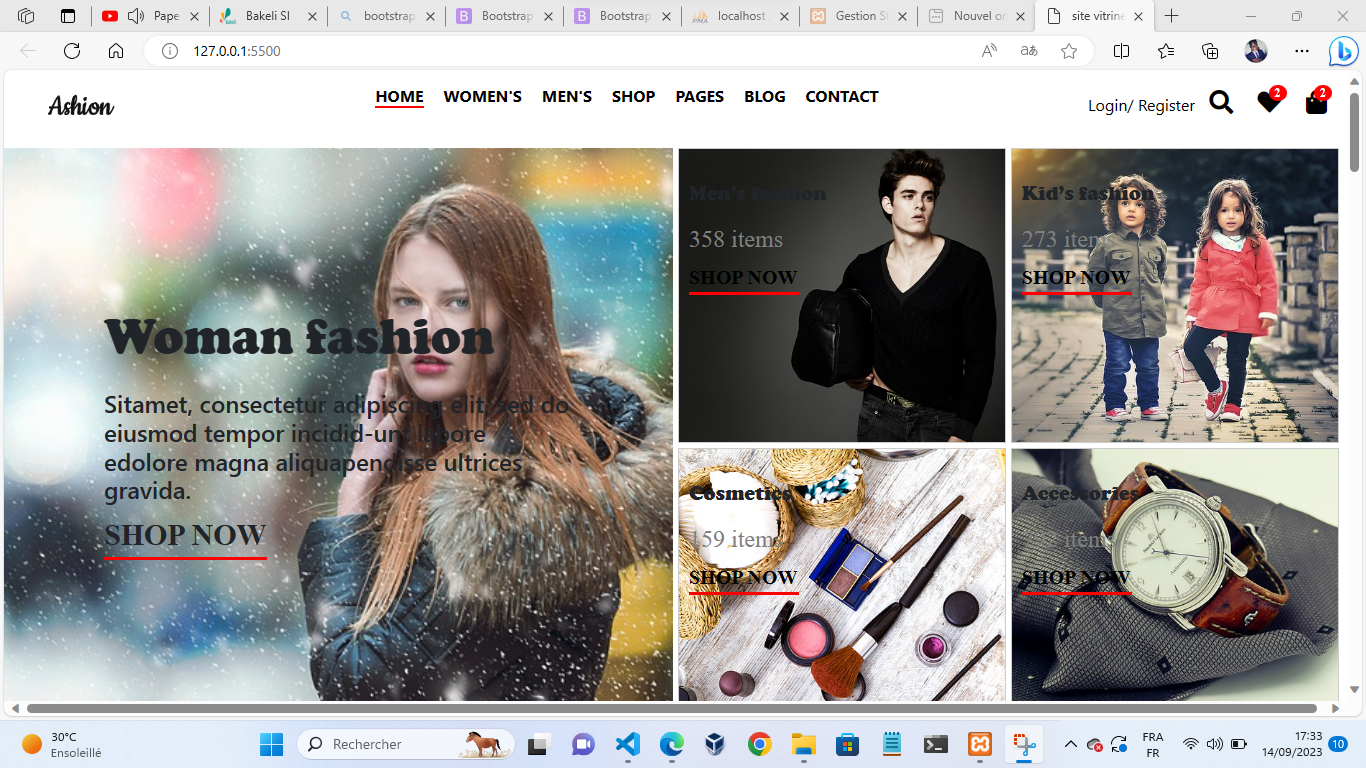 Pape
Bakeli SI
bootstrap
Bootstrap
Bootstrap
localhost
Gestion S
Nouvel on
site vitrine
127.0.0.1:5500
Ashion
HOME WOMEN'S MEN'S SHOP PAGES BLOG CONTACT
Login/ Register
2
2
Woman fashion
Sitamet, consectetur adipiscing elit, sed do
eiusmod tempor incidid-unt labore
edolore magna aliquapendisse ultrices
gravida.
SHOP NOW
Men's fashion
358 items
SHOP NOW
Kid's fashion
273 items
SHOP NOW
Cosmetics
159 items
SHOP NOW
Accessories
items
SHOP NOW
30°C
Ensoleillé
Rechercher
FRA
FR
17:33
14/09/2023
10